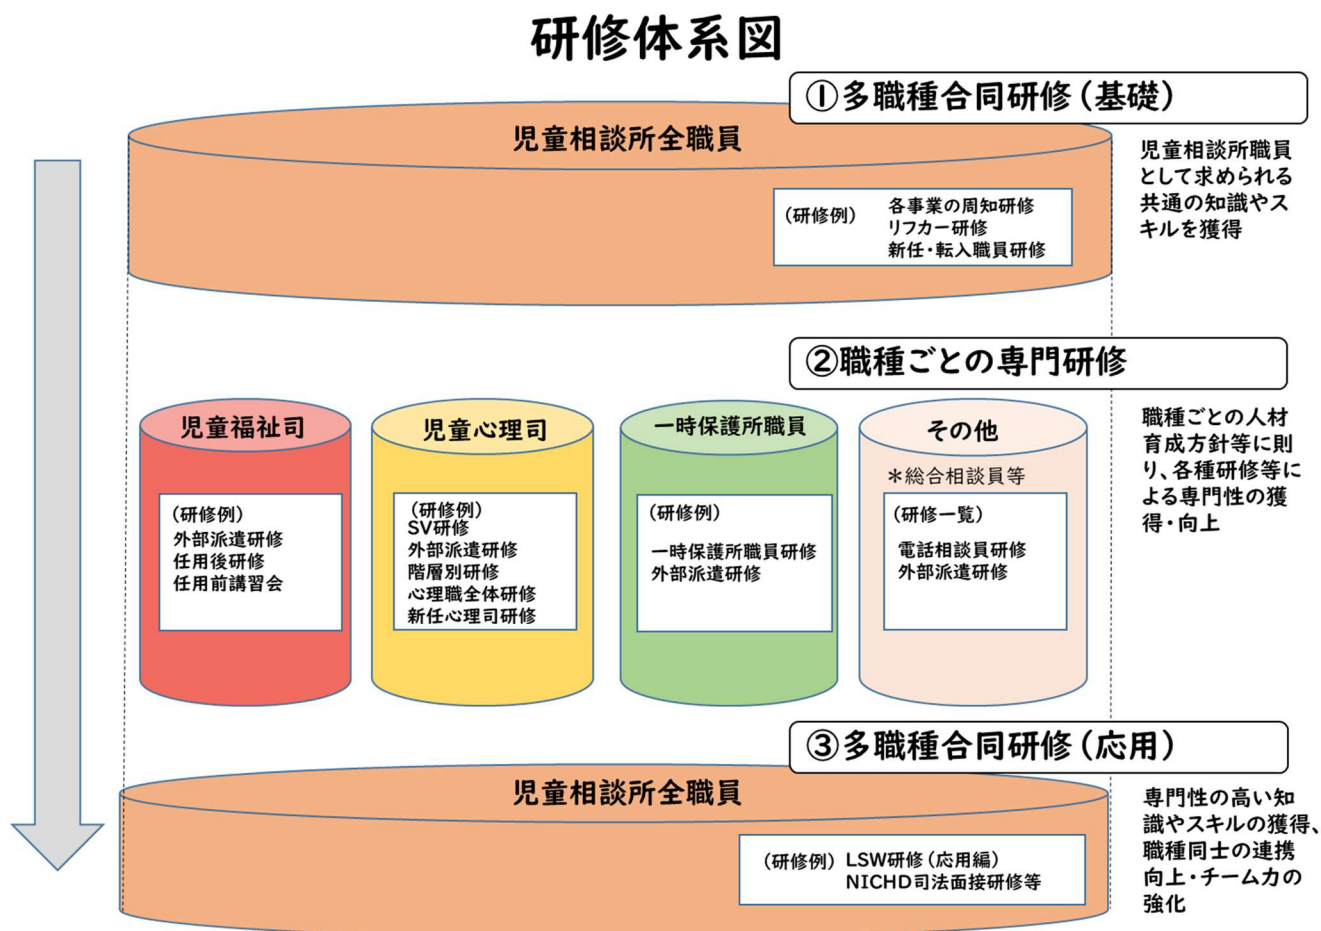 研修体系図
①多職種合同研修（基礎）
児童相談所全職員
児童相談所職員
として求められる
共通の知識やス
キルを獲得
（研修例） 各事業の周知研修
リフカー研修
新任・転入職員研修
②職種ごとの専門研修
職種ごとの人材
育成方針等に則
り、各種研修等に
よる専門性の獲
得・向上
児童福祉司
（研修例）
外部派遣研修
任用後研修
任用前講習会
児童心理司
（研修例）
SV研修
外部派遣研修
階層別研修
心理職全体研修
新任心理司研修
一時保護所職員
（研修例）
一時保護所職員研修
外部派遣研修
その他
＊総合相談員等
（研修一覧）
電話相談員研修
外部派遣研修
③多職種合同研修（応用）
児童相談所全職員
専門性の高い知
識やスキルの獲得、
職種同士の連携
向上・チーム力の
強化
（研修例） LSW研修（応用編）
NICHD司法面接研修等